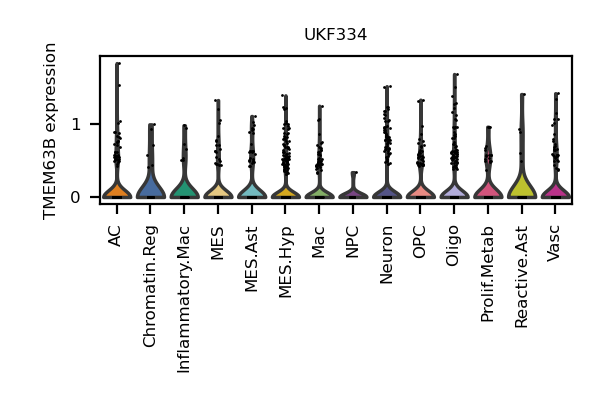 UKF334
TMEM63B expression
1
0
AC
Chromatin.Reg
Inflammatory.Mac
MES
MES.Ast
MES.Hyp
Mac
NPC
Neuron
OPC
Oligo
Prolif.Metab
Reactive.Ast
Vasc